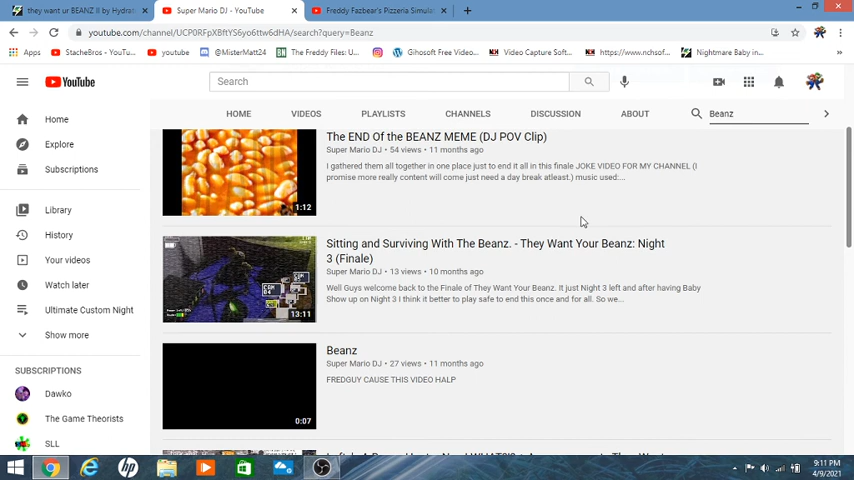 they want ur BEANZ II by Hydrat
Super Mario DJ - YouTube
Freddy Fazbear's Pizzeria Simula
youtube.com/channel/UCP0RFpXBftYS6yo6ttw6dHA/search?query=Beanz
Apps
StacheBros - YouTu...
youtube
@MisterMatt24
The Freddy Files: U...
Gihosoft Free Video...
Video Capture Soft...
https://www.nchsof...
Nightmare Baby in...
YouTube
Search
HOME
VIDEOS
PLAYLISTS
CHANNELS
DISCUSSION
ABOUT
Beanz
Home
Explore
Subscriptions
Library
History
Your videos
Watch later
Ultimate Custom Night
Show more
SUBSCRIPTIONS
Dawko
The Game Theorists
SLL
The END Of the BEANZ MEME (DJ POV Clip)
Super Mario DJ • 54 views • 11 months ago
I gathered them all together in one place just to end it all in this finale JOKE VIDEO FOR MY CHANNEL (I
promise more really content will come just need a day break atleast.) music used:...
1:12
Sitting and Surviving With The Beanz. - They Want Your Beanz: Night
3 (Finale)
Super Mario DJ • 13 views • 10 months ago
Well Guys welcome back to the Finale of They Want Your Beanz. It just Night 3 left and after having Baby
Show up on Night 3 I think it better to play safe to end this once and for all. So we...
13:11
Beanz
Super Mario DJ • 27 views • 11 months ago
FREDGUY CAUSE THIS VIDEO HALP
0:07
9:11 PM
4/9/2021